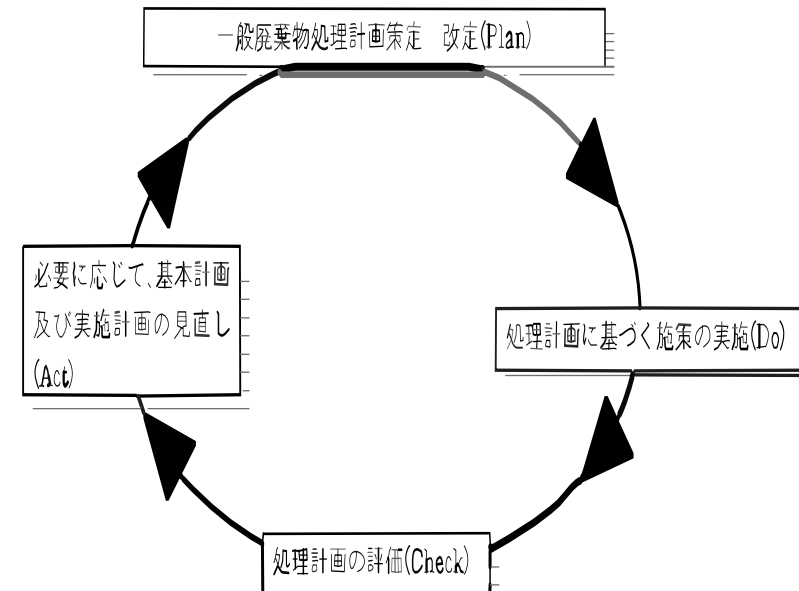 一般廃棄物処理計画策定　改定(Plan)
必要に応じて、基本計画
及び実施計画の見直し
(Act)
処理計画に基づく施策の実施(Do)
処理計画の評価(Check)